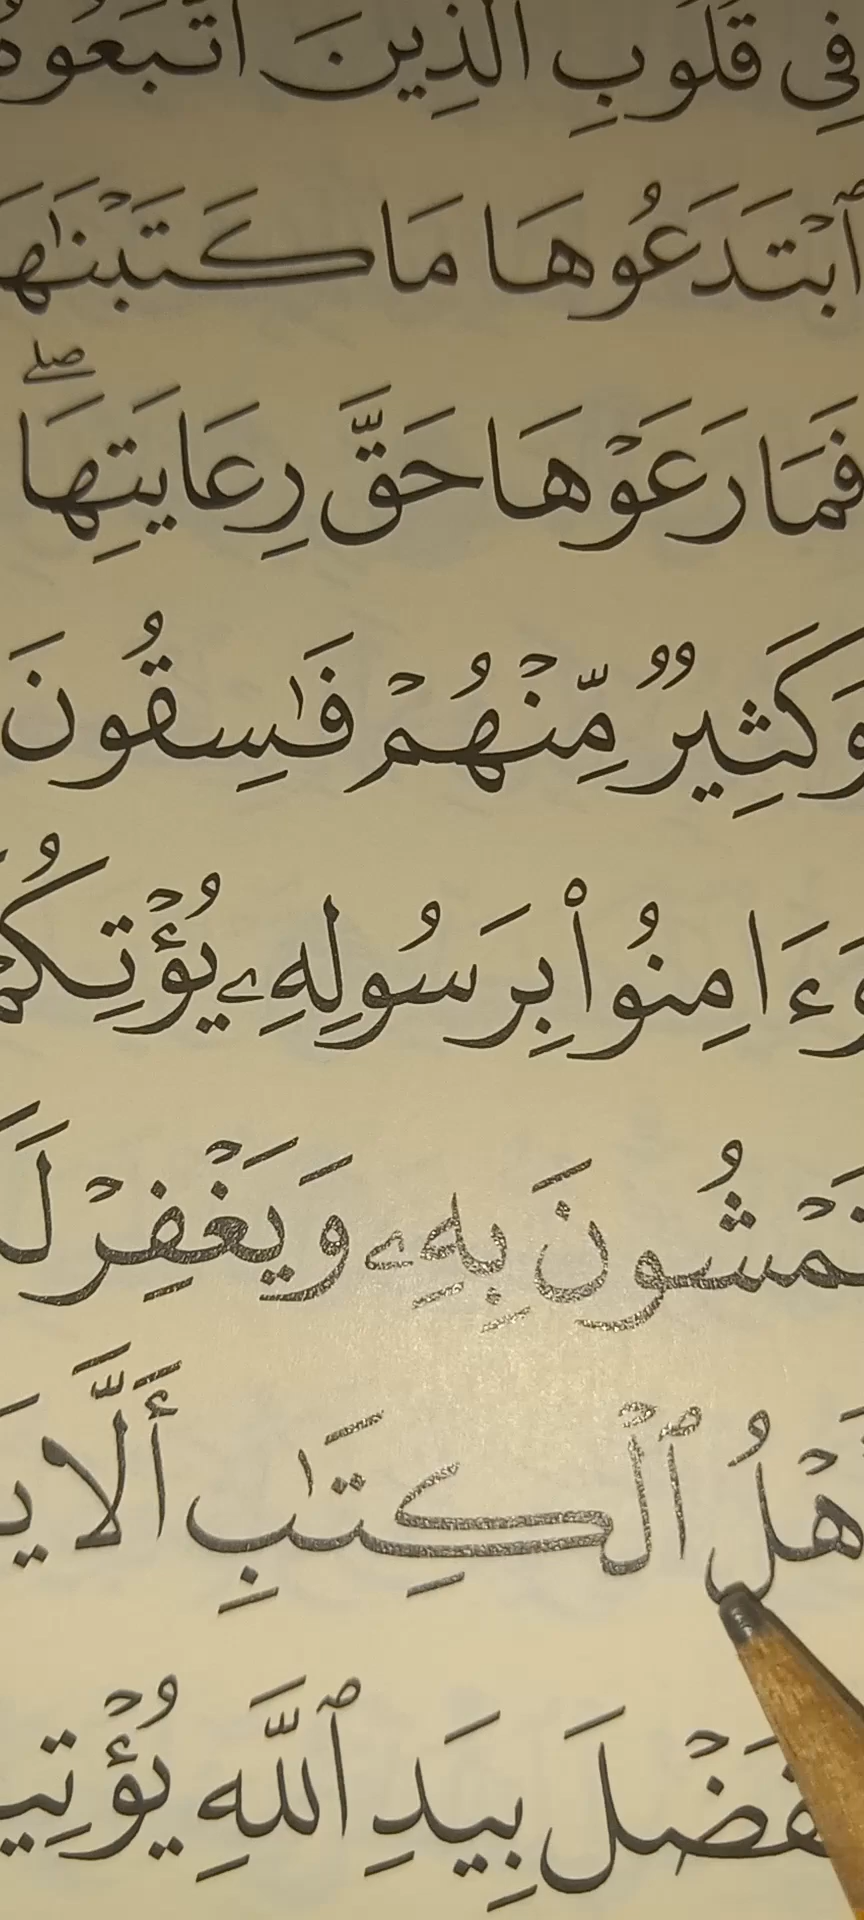 فِى قُلُوبِ ٱلَّذِينَ ٱتَّبَعُوهُ
ٱبْتَدَعُوهَا مَا كَتَبْنَٰهَا
فَمَا رَعَوْهَا حَقَّ رِعَايَتِهَا ۖ
وَكَثِيرٌ مِّنْهُمْ فَٰسِقُونَ
وَءَامِنُوا۟ بِرَسُولِهِۦ يُؤْتِكُمْ
تَمْشُونَ بِهِۦ وَيَغْفِرْ
أَهْلُ ٱلْكِتَٰبِ أَلَّا
ٱلْفَضْلَ بِيَدِ ٱللَّهِ يُؤْتِيهِ